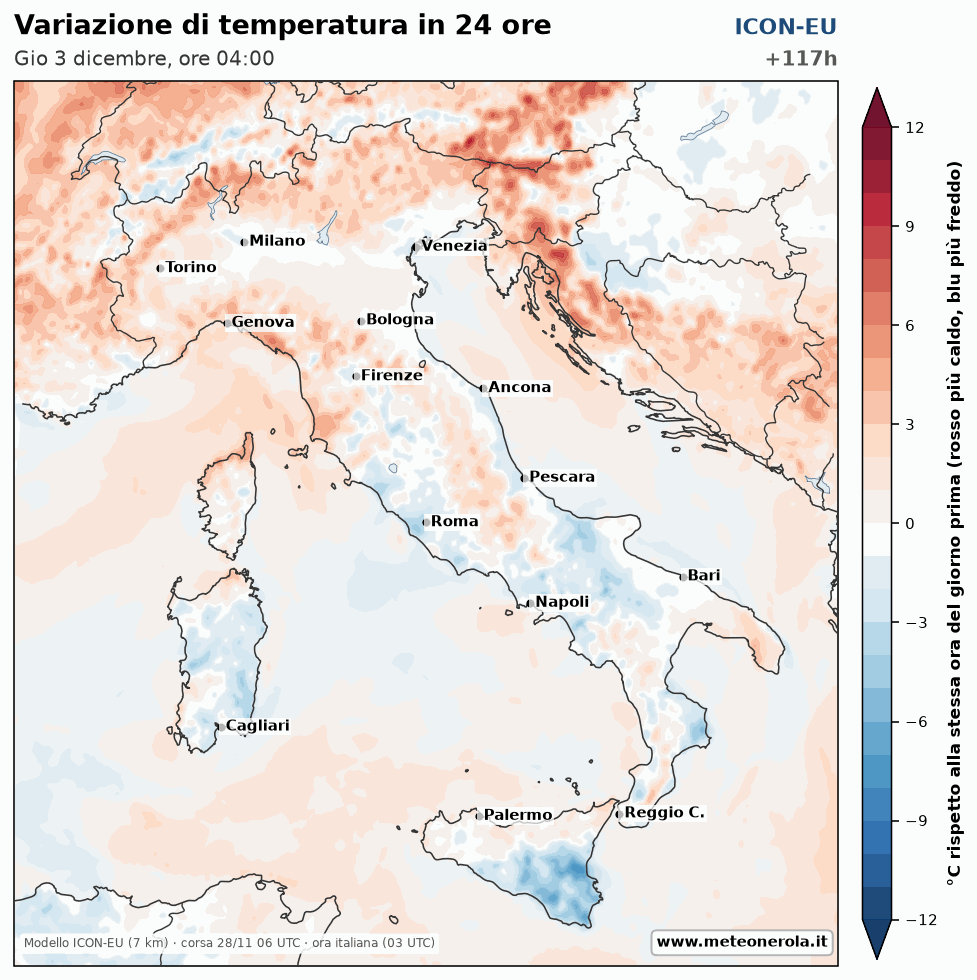 Variazione di temperatura in 24 ore
ICON-EU
Gio 3 dicembre, ore 04:00
+117h
Milano
Venezia
Torino
Genova
Bologna
Firenze
Ancona
Pescara
Roma
Bari
Napoli
Cagliari
Palermo
Reggio C.
12
9
6
3
0
−3
−6
−9
−12
°C rispetto alla stessa ora del giorno prima (rosso più caldo, blu più freddo)
Modello ICON-EU (7 km) · corsa 28/11 06 UTC · ora italiana (03 UTC)
www.meteonerola.it